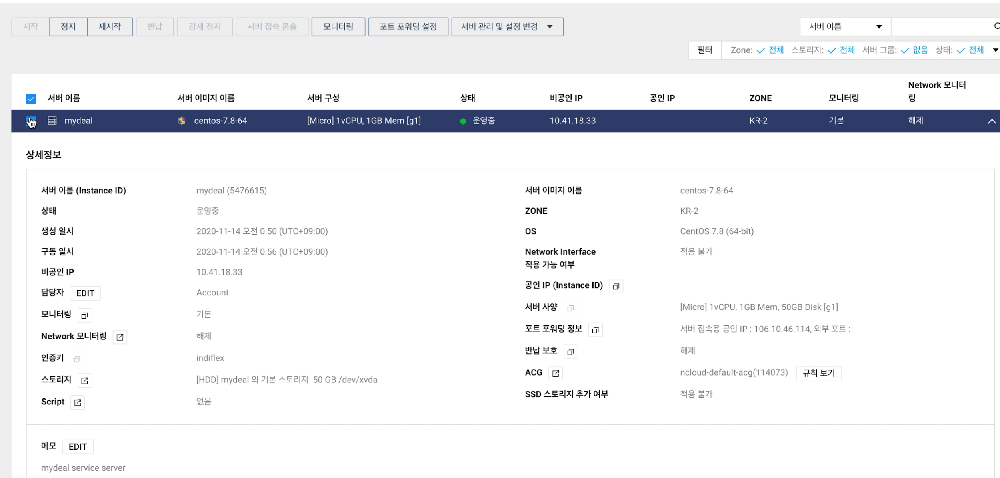 시작 정지 재시작 반납 강제 정지 서버 접속 콘솔 모니터링 포트 포워딩 설정 서버 관리 및 설정 변경 서버 이름
필터 Zone: 전체 스토리지: 전체 서버 그룹: 없음 상태: 전체
서버 이름 서버 이미지 이름 서버 구성 상태 비공인 IP 공인 IP ZONE 모니터링 Network 모니터
링
mydeal centos-7.8-64 [Micro] 1vCPU, 1GB Mem [g1] 운영중 10.41.18.33 KR-2 기본 해제
상세정보
서버 이름 (Instance ID) mydeal (5476615)
상태 운영중
생성 일시 2020-11-14 오전 0:50 (UTC+09:00)
구동 일시 2020-11-14 오전 0:56 (UTC+09:00)
비공인 IP 10.41.18.33
담당자 EDIT Account
모니터링 기본
Network 모니터링 해제
인증키 indiflex
스토리지 [HDD] mydeal 의 기본 스토리지 50 GB /dev/xvda
Script 없음
서버 이미지 이름 centos-7.8-64
ZONE KR-2
OS CentOS 7.8 (64-bit)
Network Interface 적용 불가
적용 가능 여부
공인 IP (Instance ID)
서버 사양 [Micro] 1vCPU, 1GB Mem, 50GB Disk [g1]
포트 포워딩 정보 서버 접속용 공인 IP : 106.10.46.114, 외부 포트 :
반납 보호 해제
ACG ncloud-default-acg(114073) 규칙 보기
SSD 스토리지 추가 여부 적용 불가
메모 EDIT
mydeal service server